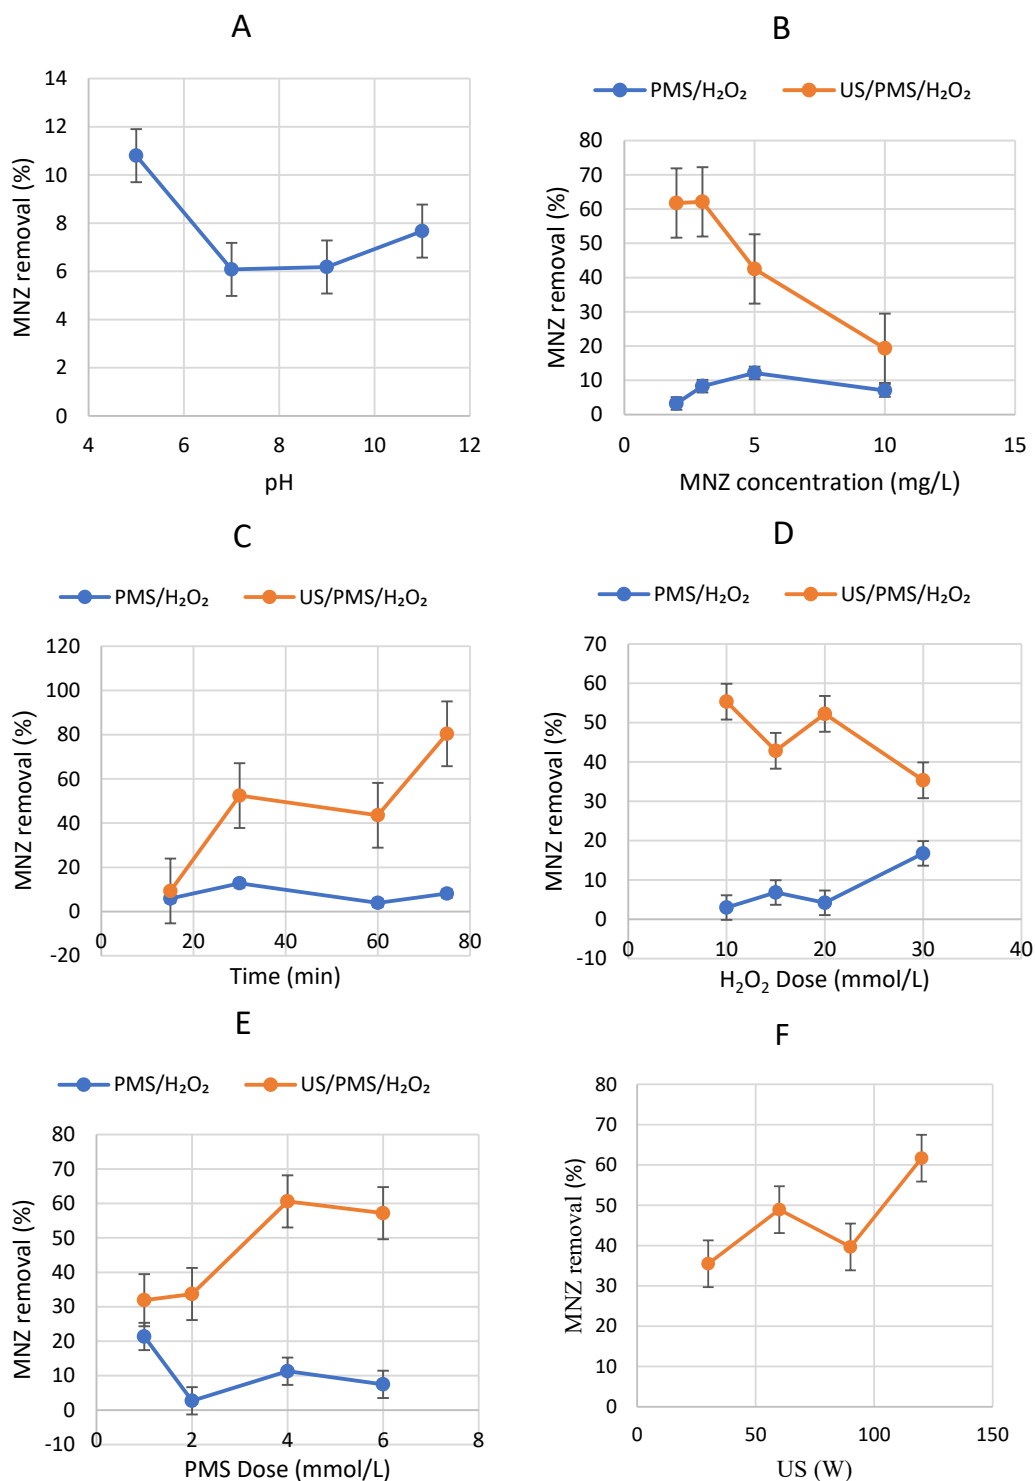 A
MNZ removal (%)
14
12
10
8
6
4
2
0
4 6 8 10 12
pH
B
PMS/H₂O₂ US/PMS/H₂O₂
MNZ removal (%)
80
70
60
50
40
30
20
10
0
0 5 10 15
MNZ concentration (mg/L)
C
PMS/H₂O₂ US/PMS/H₂O₂
MNZ removal (%)
120
100
80
60
40
20
0
-20
0 20 40 60 80
Time (min)
D
PMS/H₂O₂ US/PMS/H₂O₂
MNZ removal (%)
70
60
50
40
30
20
10
0
-10
0 10 20 30 40
H₂O₂ Dose (mmol/L)
E
PMS/H₂O₂ US/PMS/H₂O₂
MNZ removal (%)
80
70
60
50
40
30
20
10
0
-10
0 2 4 6 8
PMS Dose (mmol/L)
F
MNZ removal (%)
80
70
60
50
40
30
20
10
0
0 50 100 150
US (W)